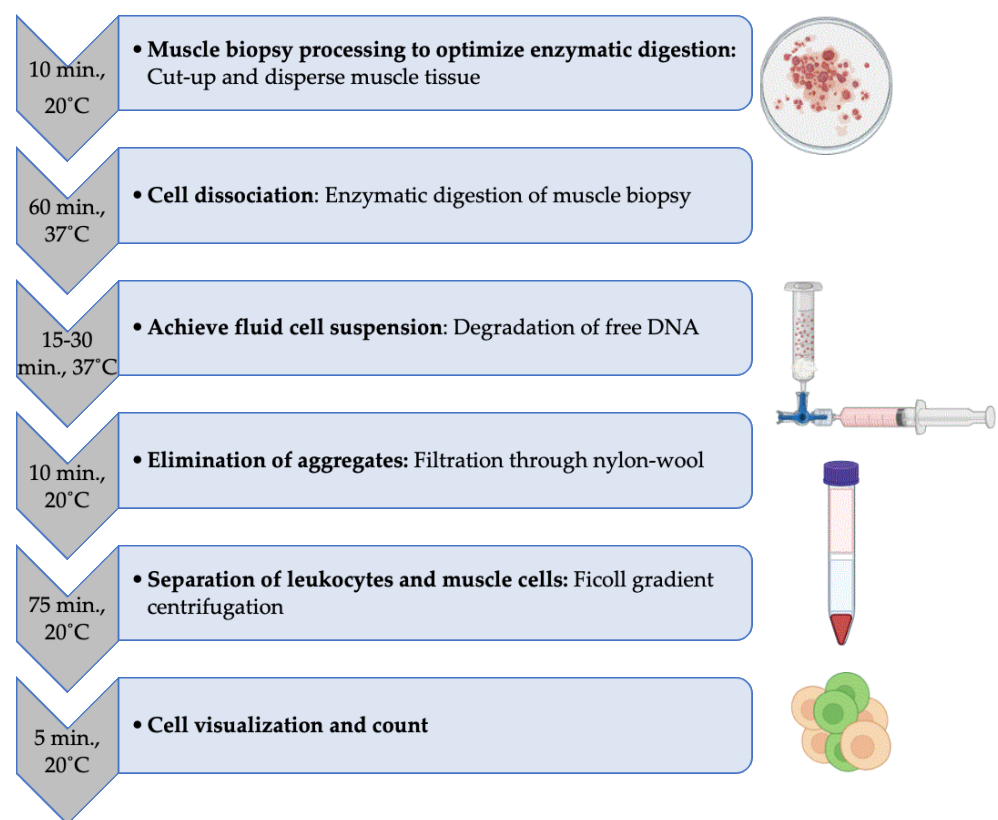 10 min.,
20˚C
• Muscle biopsy processing to optimize enzymatic digestion:
Cut-up and disperse muscle tissue
60 min.,
37˚C
• Cell dissociation: Enzymatic digestion of muscle biopsy
15-30
min., 37˚C
• Achieve fluid cell suspension: Degradation of free DNA
10 min.,
20˚C
• Elimination of aggregates: Filtration through nylon-wool
75 min.,
20˚C
• Separation of leukocytes and muscle cells: Ficoll gradient
centrifugation
5 min.,
20˚C
• Cell visualization and count